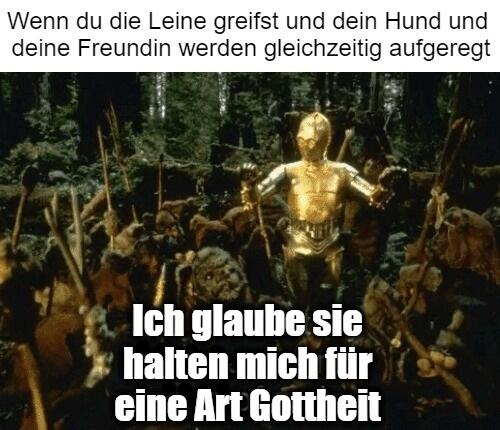 Wenn du die Leine greifst und dein Hund und
deine Freundin werden gleichzeitig aufgeregt
Ich glaube sie
halten mich für
eine Art Gottheit